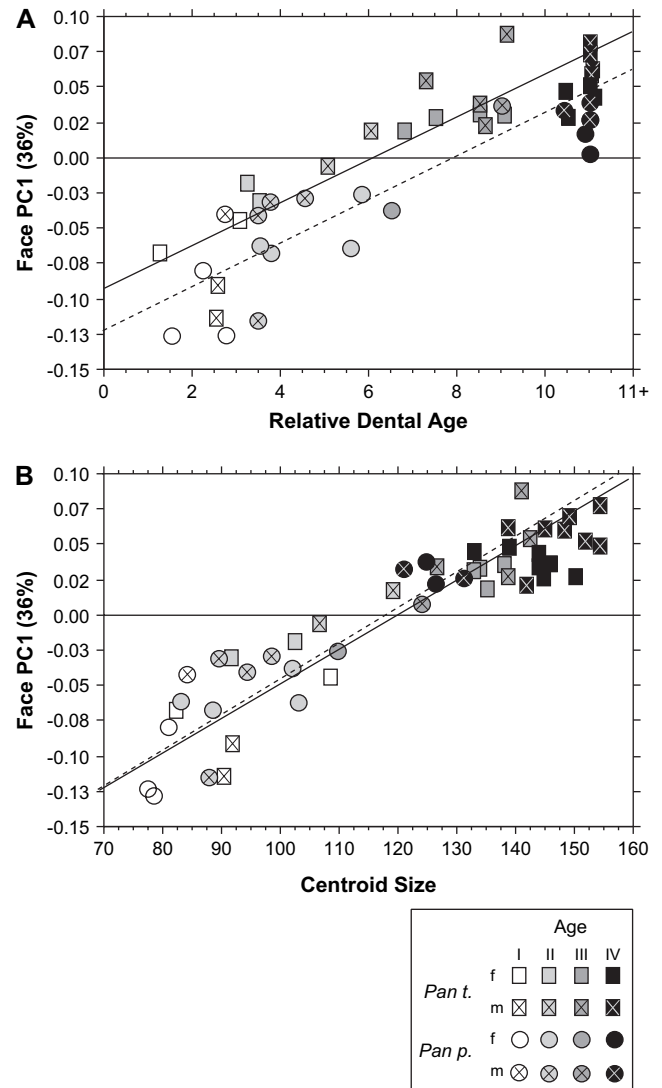 A
Face PC1 (36%)
0.10
0.07
0.05
0.02
0.00
-0.03
-0.05
-0.08
-0.10
-0.13
-0.15
0 2 4 6 8 10 11+
Relative Dental Age
B
Face PC1 (36%)
0.10
0.07
0.05
0.02
0.00
-0.03
-0.05
-0.08
-0.10
-0.13
-0.15
70 80 90 100 110 120 130 140 150 160
Centroid Size
Age
I II III IV
Pan t.
f
m
Pan p.
f
m